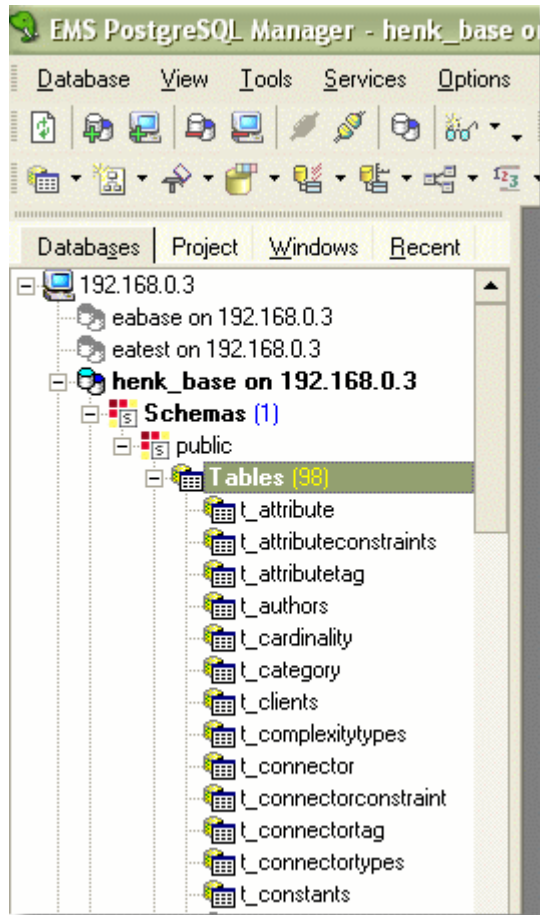 EMS PostgreSQL Manager - henk_base o
Database View Tools Services Options
Databases Project Windows Recent
192.168.0.3
eabase on 192.168.0.3
eatest on 192.168.0.3
henk_base on 192.168.0.3
Schemas (1)
public
Tables (98)
t_attribute
t_attributeconstraints
t_attributetag
t_authors
t_cardinality
t_category
t_clients
t_complexitytypes
t_connector
t_connectorconstraint
t_connectortag
t_connectortypes
t_constants